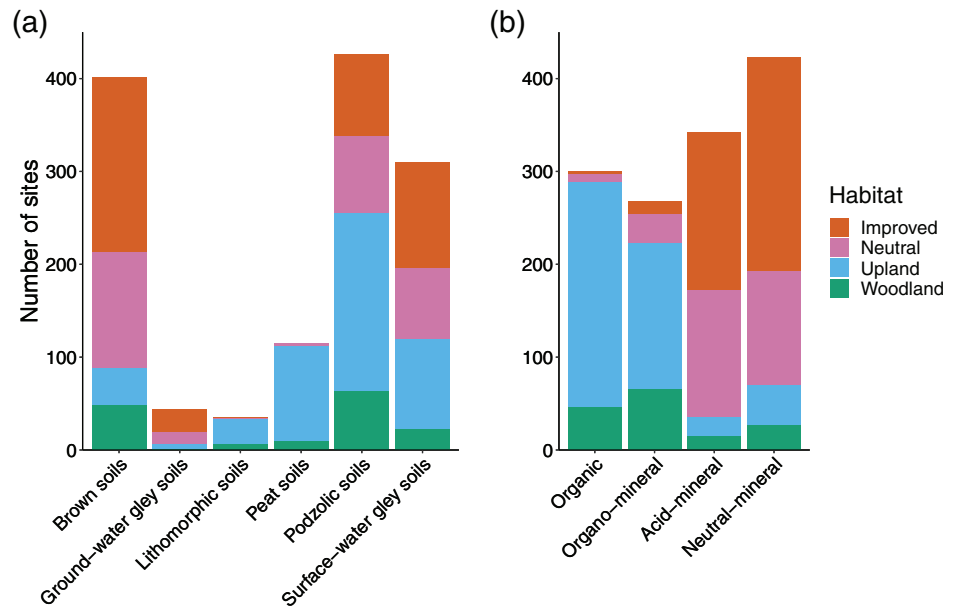 (a)
Number of sites
400
300
200
100
0
Brown soils
Ground−water gley soils
Lithomorphic soils
Peat soils
Podzolic soils
Surface−water gley soils
(b)
400
300
200
100
0
Organic
Organo−mineral
Acid−mineral
Neutral−mineral
Habitat
Improved
Neutral
Upland
Woodland